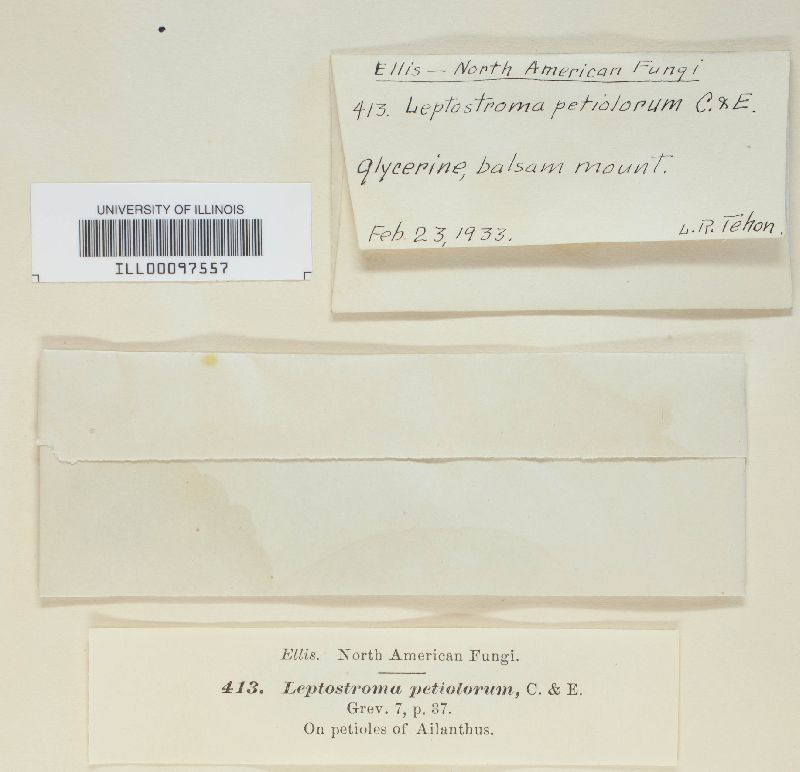 Ellis — North American Fungi
413. Leptostroma petiolorum C. & E.
Glycerine, balsam mount.
Feb. 23, 1933. L.R. Tehon.
UNIVERSITY OF ILLINOIS
ILL00097557
Ellis. North American Fungi.
413. Leptostroma petiolorum, C. & E.
Grev. 7, p. 37.
On petioles of Ailanthus.